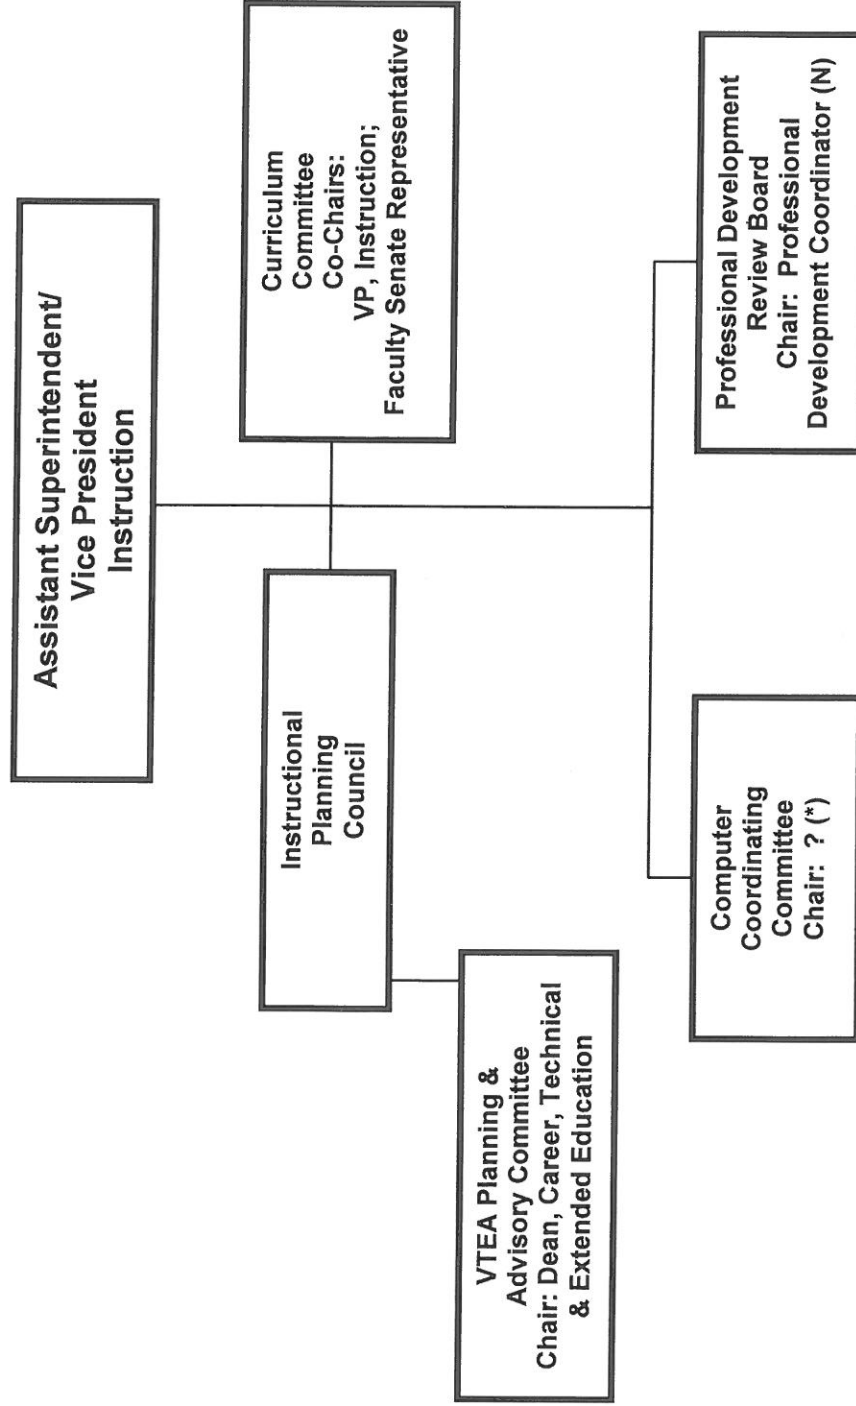 Assistant Superintendent/
Vice President
Instruction
Instructional
Planning
Council
Curriculum
Committee
Co-Chairs:
VP, Instruction;
Faculty Senate Representative
VTEA Planning &
Advisory Committee
Chair: Dean, Career, Technical
& Extended Education
Computer
Coordinating
Committee
Chair: ? (*)
Professional Development
Review Board
Chair: Professional
Development Coordinator (N)